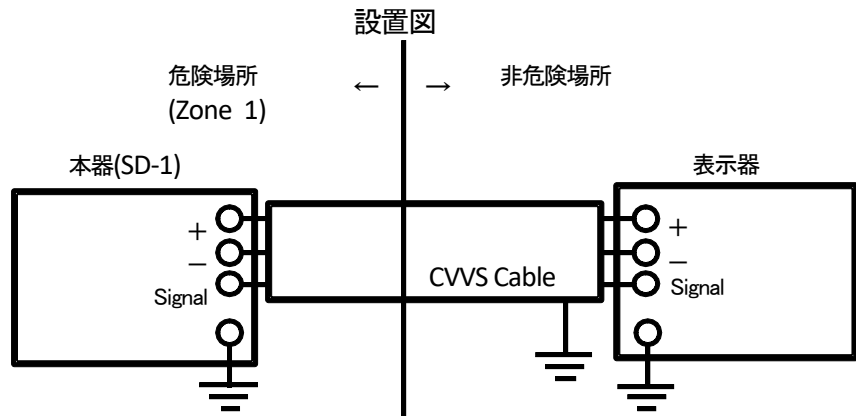 設置図
危険場所
(Zone 1)
← →
非危険場所
本器(SD-1)
表示器
+
−
Signal
CVVS Cable
+
−
Signal